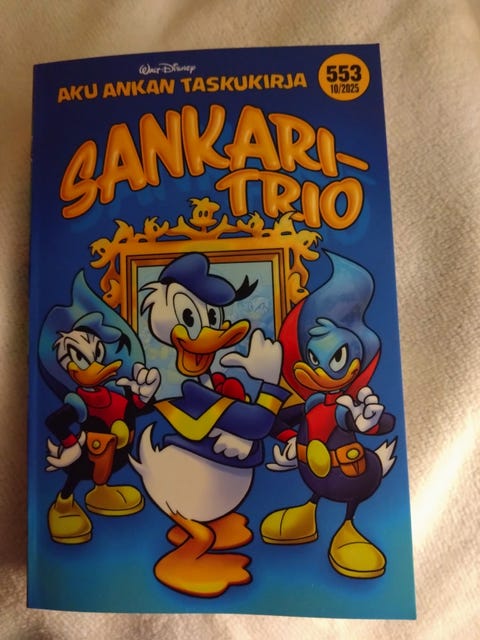 Walt Disney
AKU ANKAN TASKUKIRJA
553
10/2025
SANKARI-
TRIO